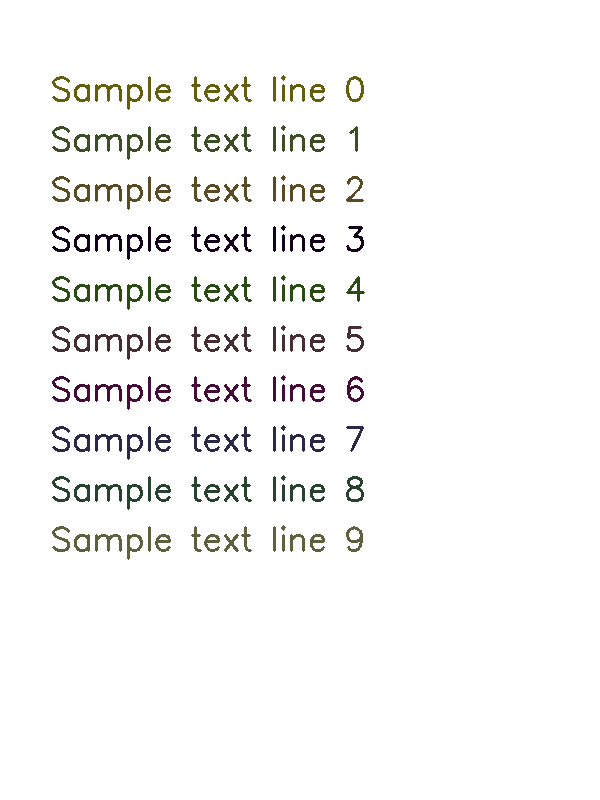 Sample text line 0
Sample text line 1
Sample text line 2
Sample text line 3
Sample text line 4
Sample text line 5
Sample text line 6
Sample text line 7
Sample text line 8
Sample text line 9